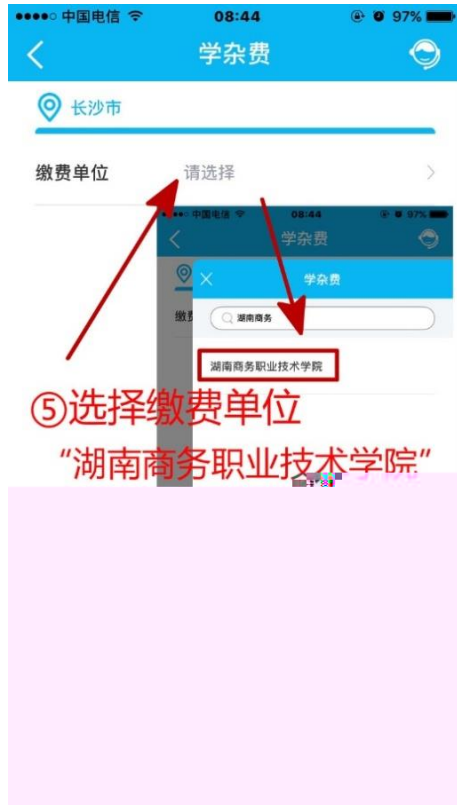 中国电信 08:44 97%
学杂费
长沙市
缴费单位 请选择
中国电信 08:44 97%
学杂费
学杂费
缴费
湖南商务
湖南商务职业技术学院
⑤选择缴费单位
“湖南商务职业技术学院”